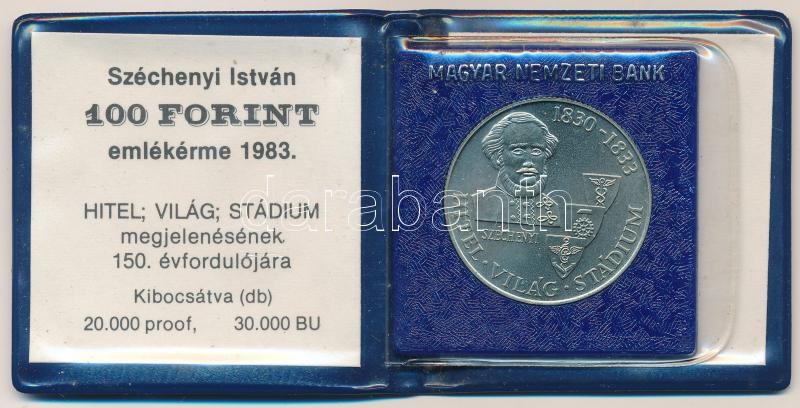 Széchenyi István
100 FORINT
emlékérme 1983.
HITEL; VILÁG; STÁDIUM
megjelenésének
150. évfordulójára
Kibocsátva (db)
20.000 proof, 30.000 BU
MAGYAR NEMZETI BANK
1830-1833
SZÉCHENYI
HITEL · VILÁG · STÁDIUM
darabanth